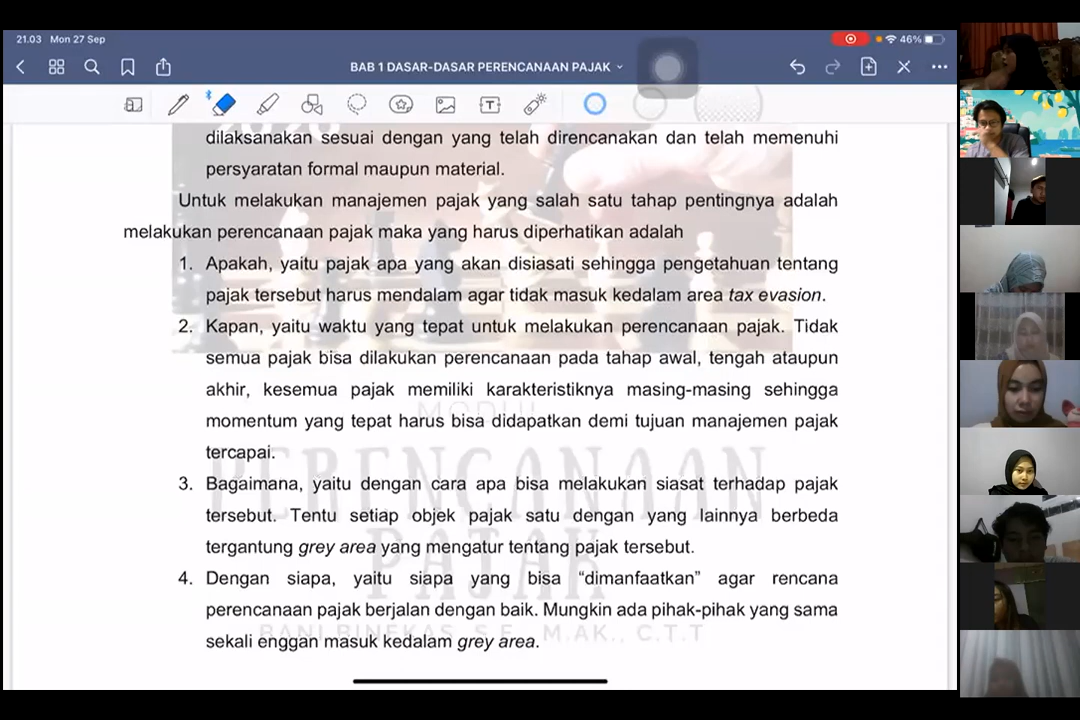 21.03 Mon 27 Sep
46%
BAB 1 DASAR-DASAR PERENCANAAN PAJAK
dilaksanakan sesuai dengan yang telah direncanakan dan telah memenuhi
persyaratan formal maupun material.
Untuk melakukan manajemen pajak yang salah satu tahap pentingnya adalah
melakukan perencanaan pajak maka yang harus diperhatikan adalah
1. Apakah, yaitu pajak apa yang akan disiasati sehingga pengetahuan tentang
pajak tersebut harus mendalam agar tidak masuk kedalam area tax evasion.
2. Kapan, yaitu waktu yang tepat untuk melakukan perencanaan pajak. Tidak
semua pajak bisa dilakukan perencanaan pada tahap awal, tengah ataupun
akhir, kesemua pajak memiliki karakteristiknya masing-masing sehingga
momentum yang tepat harus bisa didapatkan demi tujuan manajemen pajak
tercapai.
3. Bagaimana, yaitu dengan cara apa bisa melakukan siasat terhadap pajak
tersebut. Tentu setiap objek pajak satu dengan yang lainnya berbeda
tergantung grey area yang mengatur tentang pajak tersebut.
4. Dengan siapa, yaitu siapa yang bisa “dimanfaatkan” agar rencana
perencanaan pajak berjalan dengan baik. Mungkin ada pihak-pihak yang sama
sekali enggan masuk kedalam grey area.
MODUL
PERENCANAAN
PAJAK
BANI BINEKAS, S.E., M.AK., C.T.T